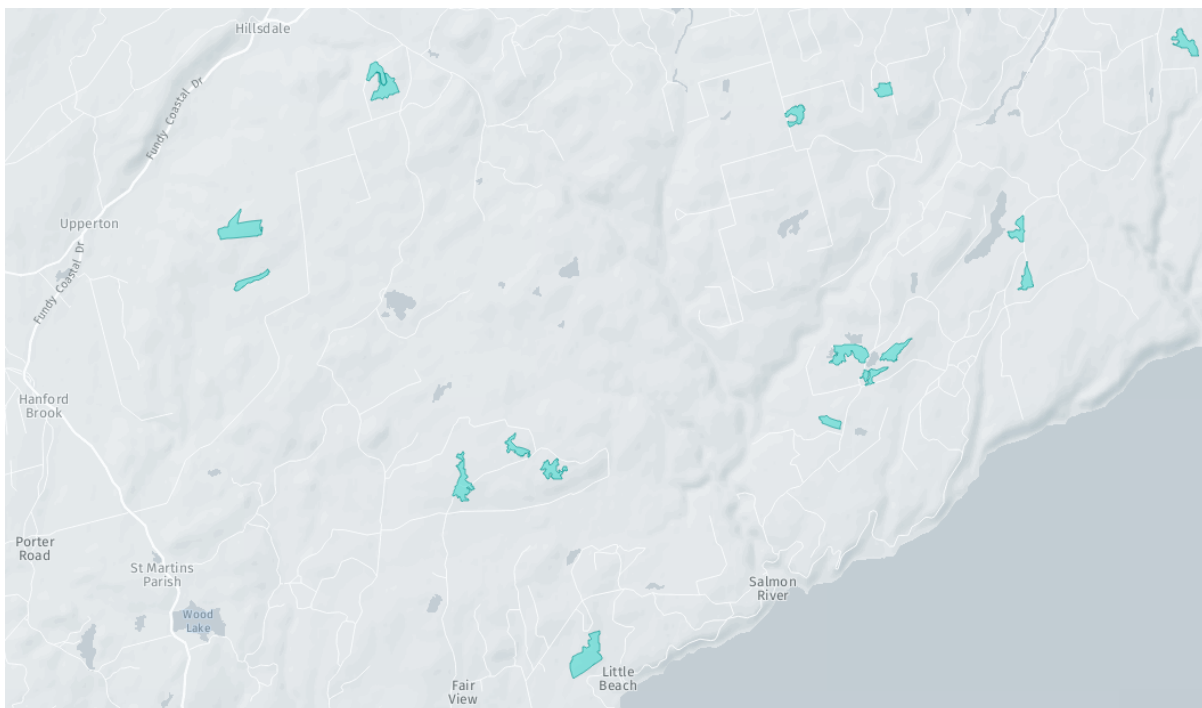 Hillsdale
Fundy Coastal Dr
Upperton
Fundy Coastal Dr
Hanford
Brook
Porter
Road
St Martins
Parish
Wood
Lake
Salmon
River
Little
Beach
Fair
View